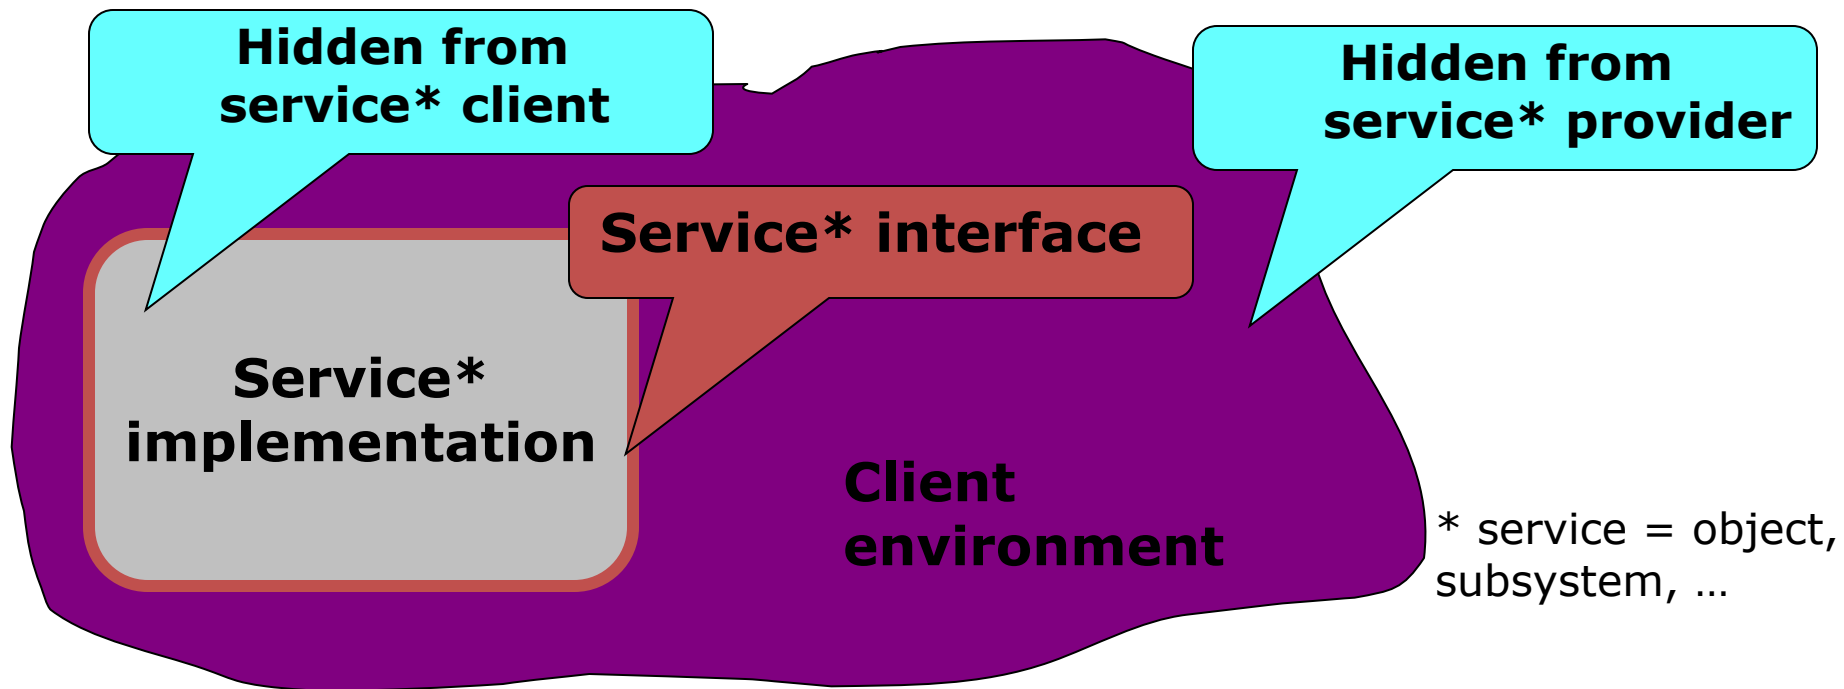 Hidden from
service* client
Hidden from
service* provider
Service* interface
Service*
implementation
Client
environment
* service = object,
subsystem, …